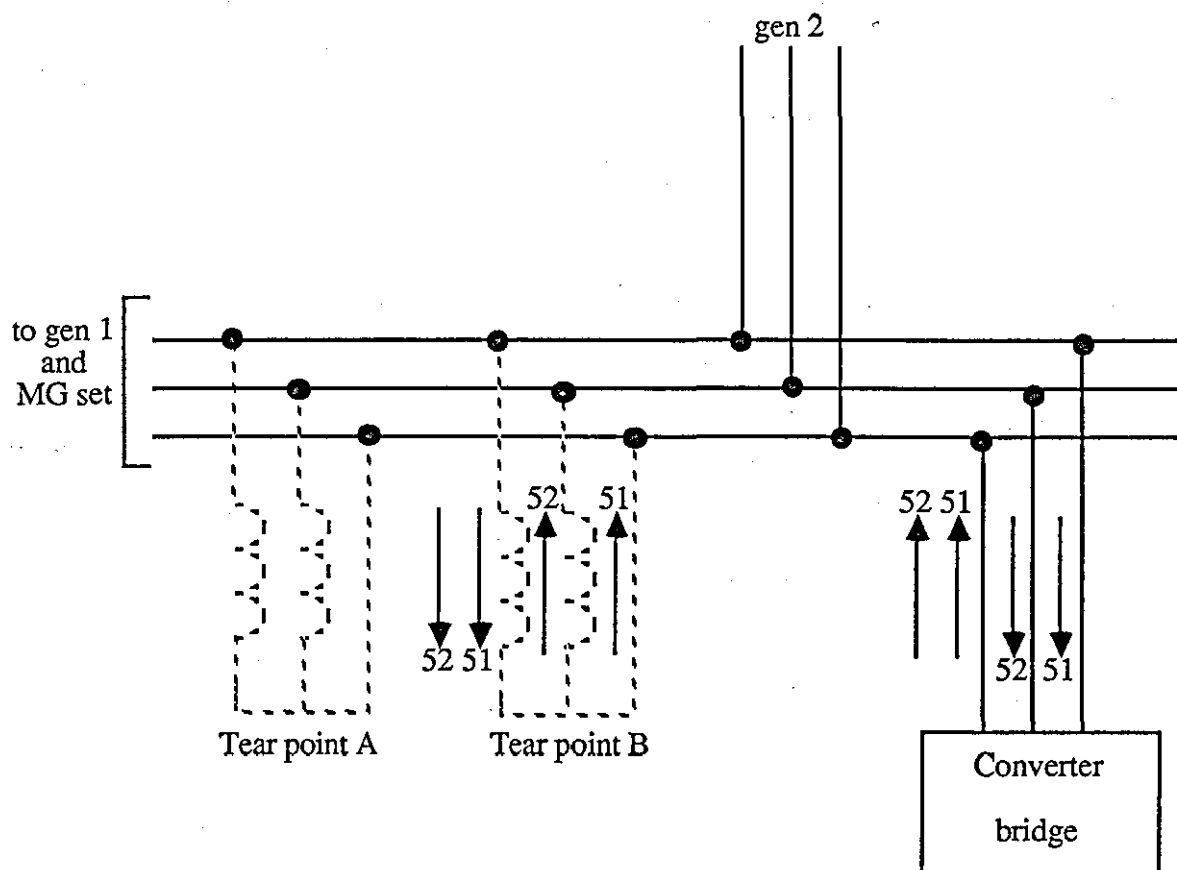 gen 2
to gen 1
and
MG set
52
51
52 51
52 51
52 51
Tear point A
Tear point B
Converter
bridge